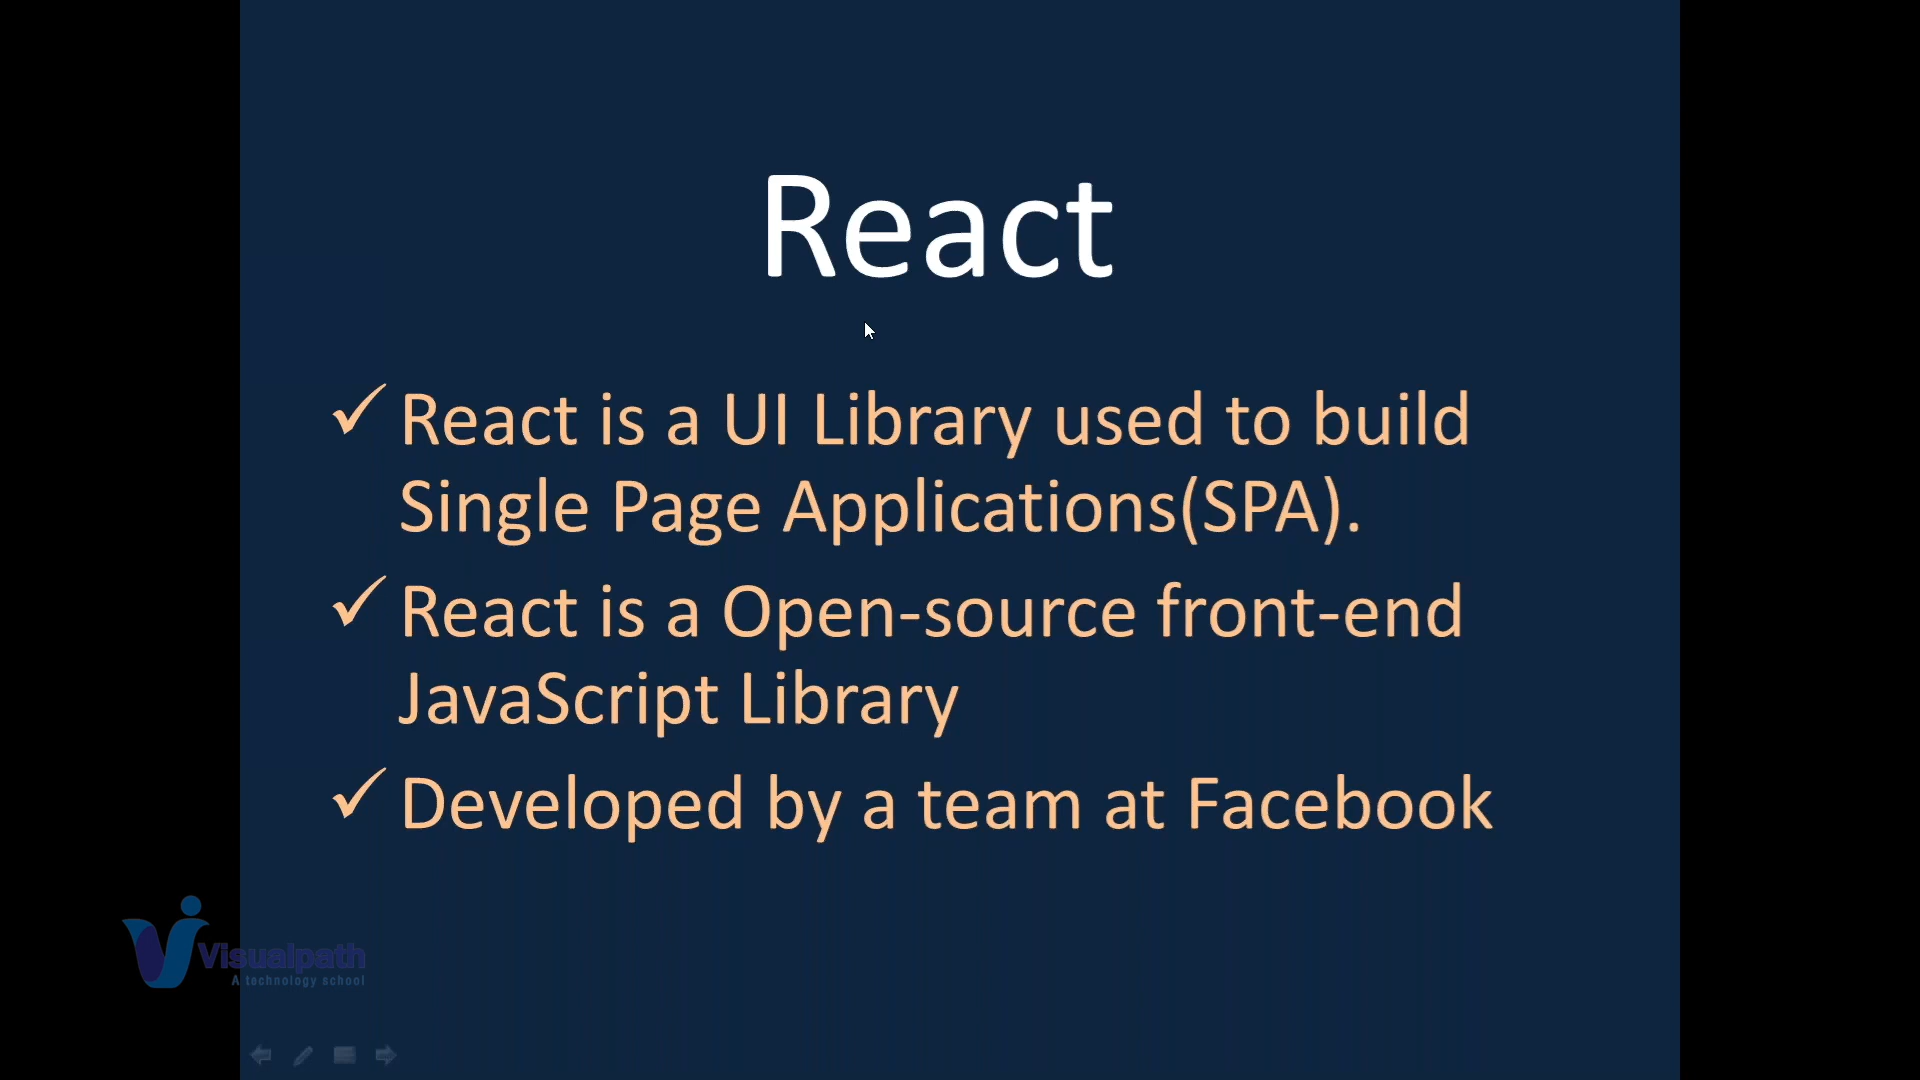 React
React is a UI Library used to build
Single Page Applications(SPA).
React is a Open-source front-end
JavaScript Library
Developed by a team at Facebook
Visualpath
A technology school